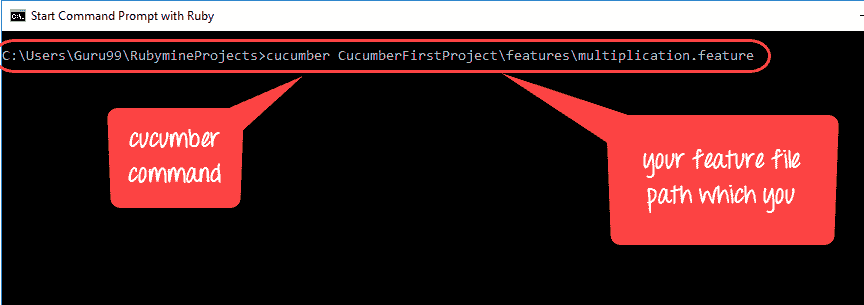 C:\. Start Command Prompt with Ruby
C:\Users\Guru99\RubymineProjects>cucumber CucumberFirstProject\features\multiplication.feature
cucumber
command
your feature file
path which you